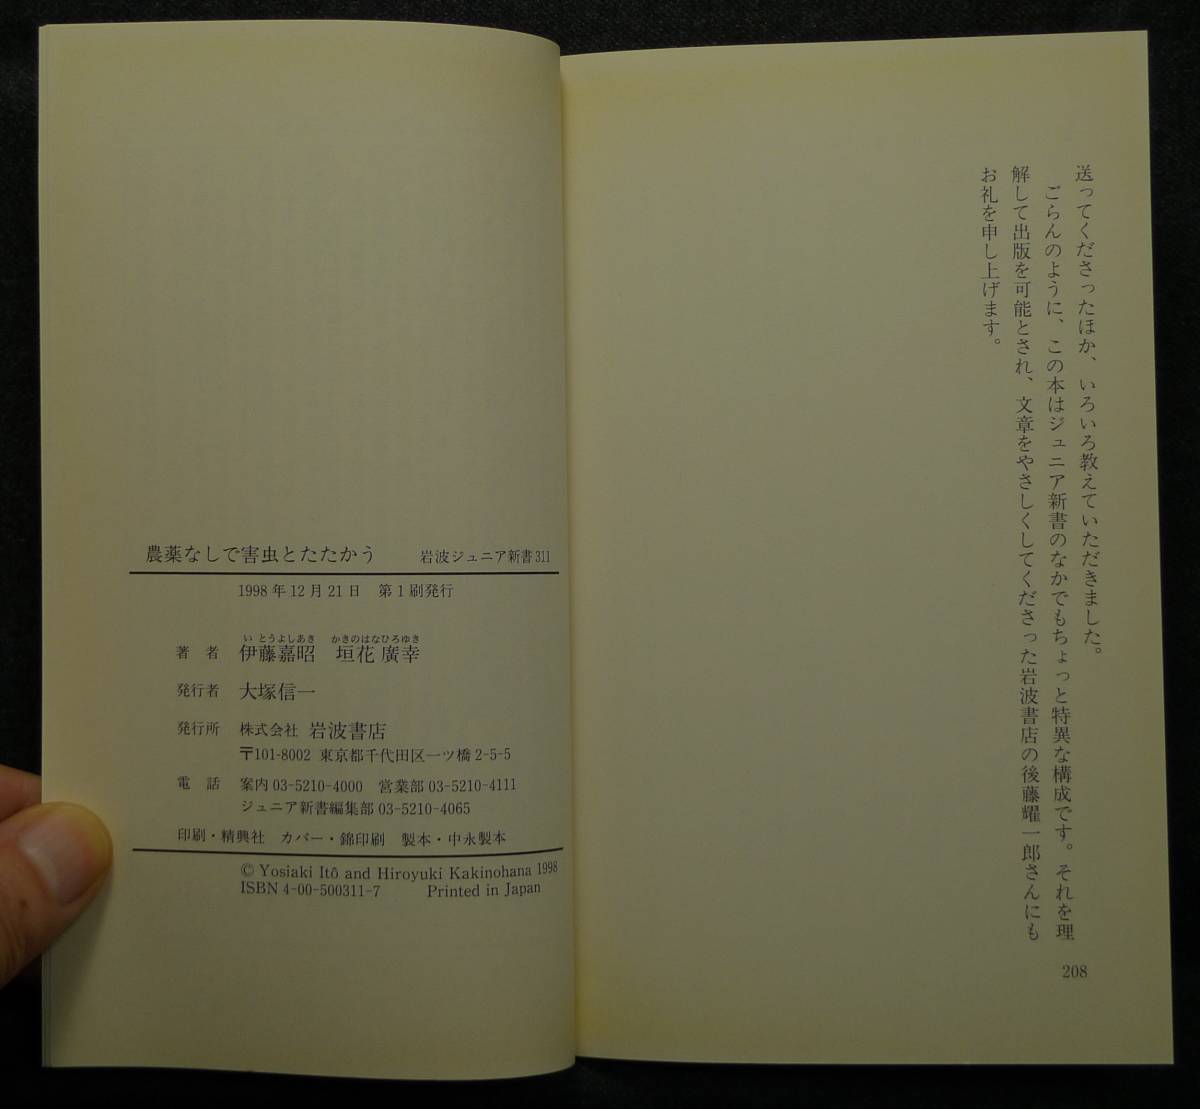 送ってくださったほか、いろいろ教えていただきました。
ごらんのように、この本はジュニア新書のなかでもちょっと特異な構成です。それを理
解して出版を可能とされ、文章をやさしくしてくださった岩波書店の後藤耀一郎さんにも
お礼を申し上げます。
208
農薬なしで害虫とたたかう 岩波ジュニア新書311
1998年12月21日 第1刷発行
い とうよしあき かきのはなひろゆき
著 者 伊藤嘉昭 垣花廣幸
発行者 大塚信一
発行所 株式会社 岩波書店
〒101-8002 東京都千代田区一ツ橋2-5-5
電 話 案内 03-5210-4000 営業部 03-5210-4111
ジュニア新書編集部 03-5210-4065
印刷・精興社 カバー・錦印刷 製本・中永製本
© Yosiaki Itô and Hiroyuki Kakinohana 1998
ISBN 4-00-500311-7 Printed in Japan